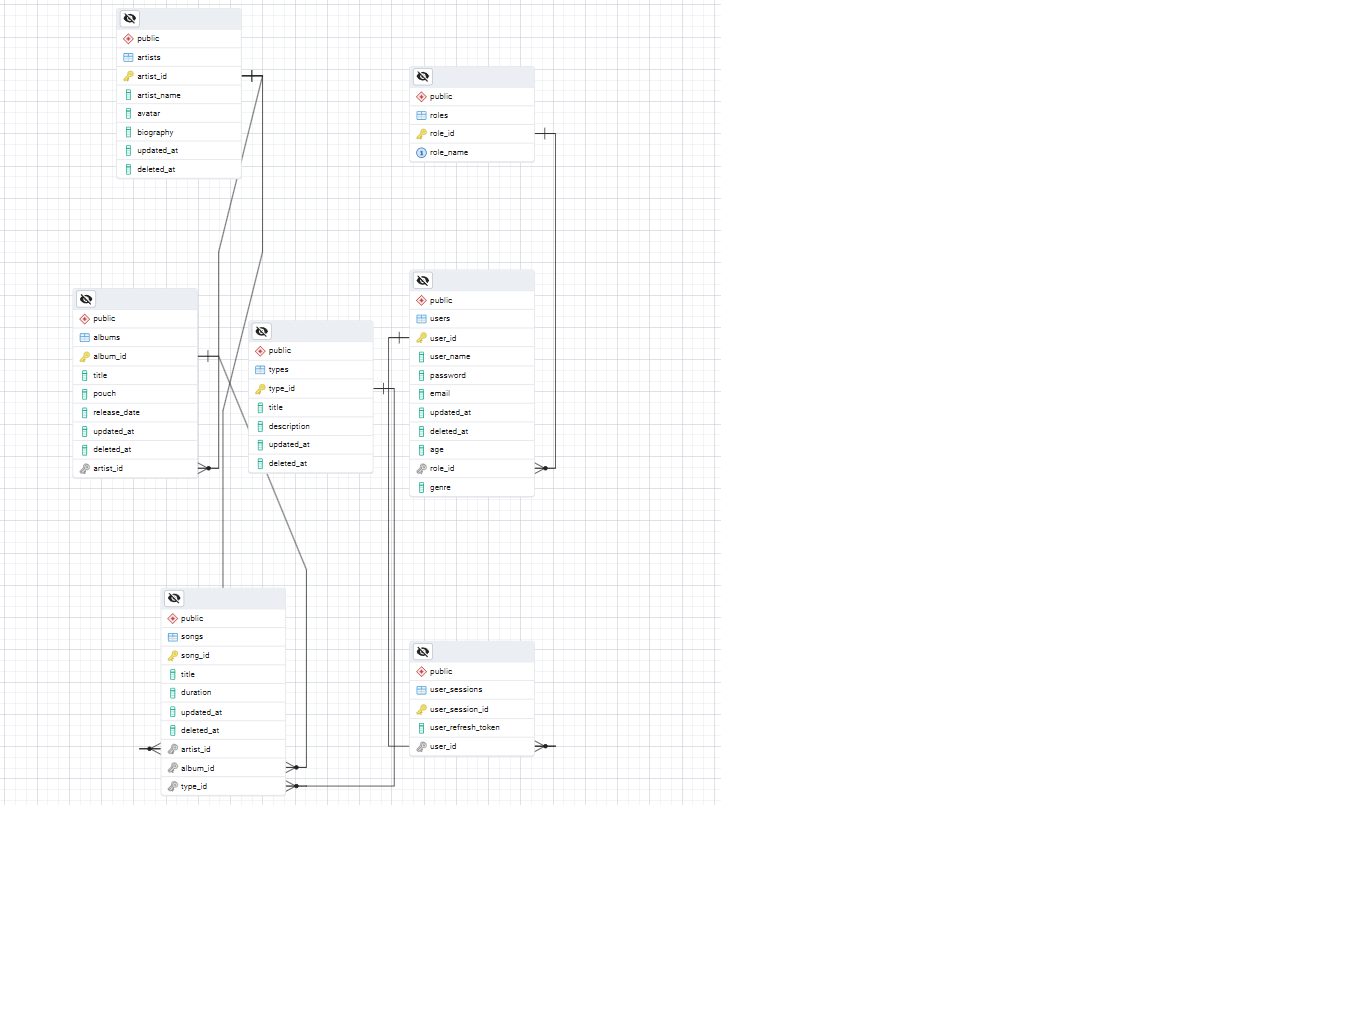 public
artists
artist_id
artist_name
avatar
biography
updated_at
deleted_at
public
roles
role_id
role_name
public
albums
album_id
title
pouch
release_date
updated_at
deleted_at
artist_id
public
types
type_id
title
description
updated_at
deleted_at
public
users
user_id
user_name
password
email
updated_at
deleted_at
age
role_id
genre
public
songs
song_id
title
duration
updated_at
deleted_at
artist_id
album_id
type_id
public
user_sessions
user_session_id
user_refresh_token
user_id